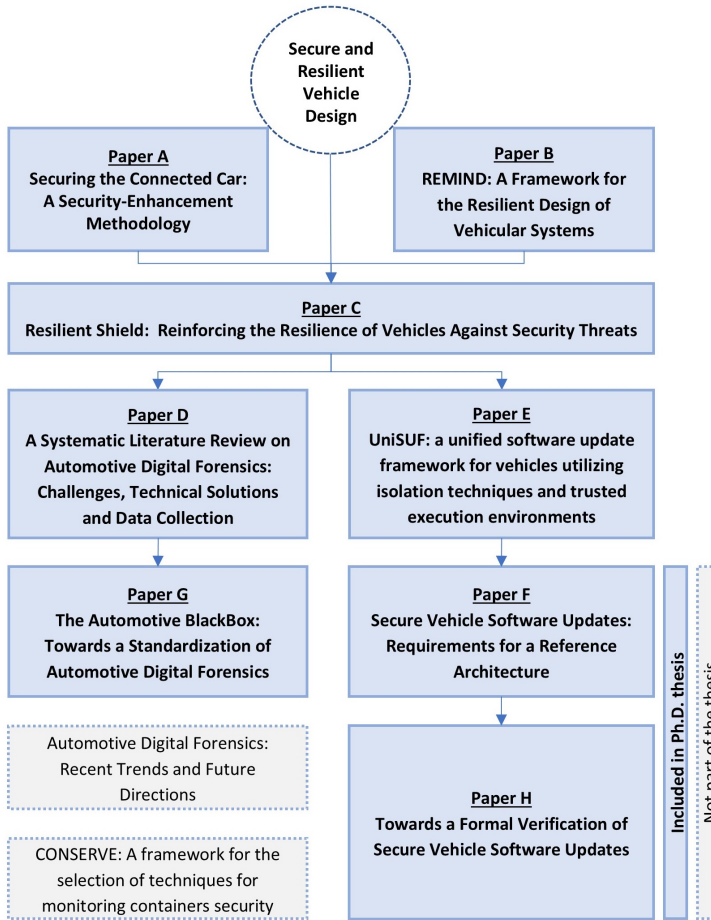 Secure and
Resilient
Vehicle
Design
Paper A
Securing the Connected Car:
A Security-Enhancement
Methodology
Paper B
REMIND: A Framework for
the Resilient Design of
Vehicular Systems
Paper C
Resilient Shield: Reinforcing the Resilience of Vehicles Against Security Threats
Paper D
A Systematic Literature Review on
Automotive Digital Forensics:
Challenges, Technical Solutions
and Data Collection
Paper E
UniSUF: a unified software update
framework for vehicles utilizing
isolation techniques and trusted
execution environments
Paper G
The Automotive BlackBox:
Towards a Standardization of
Automotive Digital Forensics
Paper F
Secure Vehicle Software Updates:
Requirements for a Reference
Architecture
Automotive Digital Forensics:
Recent Trends and Future
Directions
CONSERVE: A framework for the
selection of techniques for
monitoring containers security
Paper H
Towards a Formal Verification of
Secure Vehicle Software Updates
Included in Ph.D. thesis
Not part of the thesis